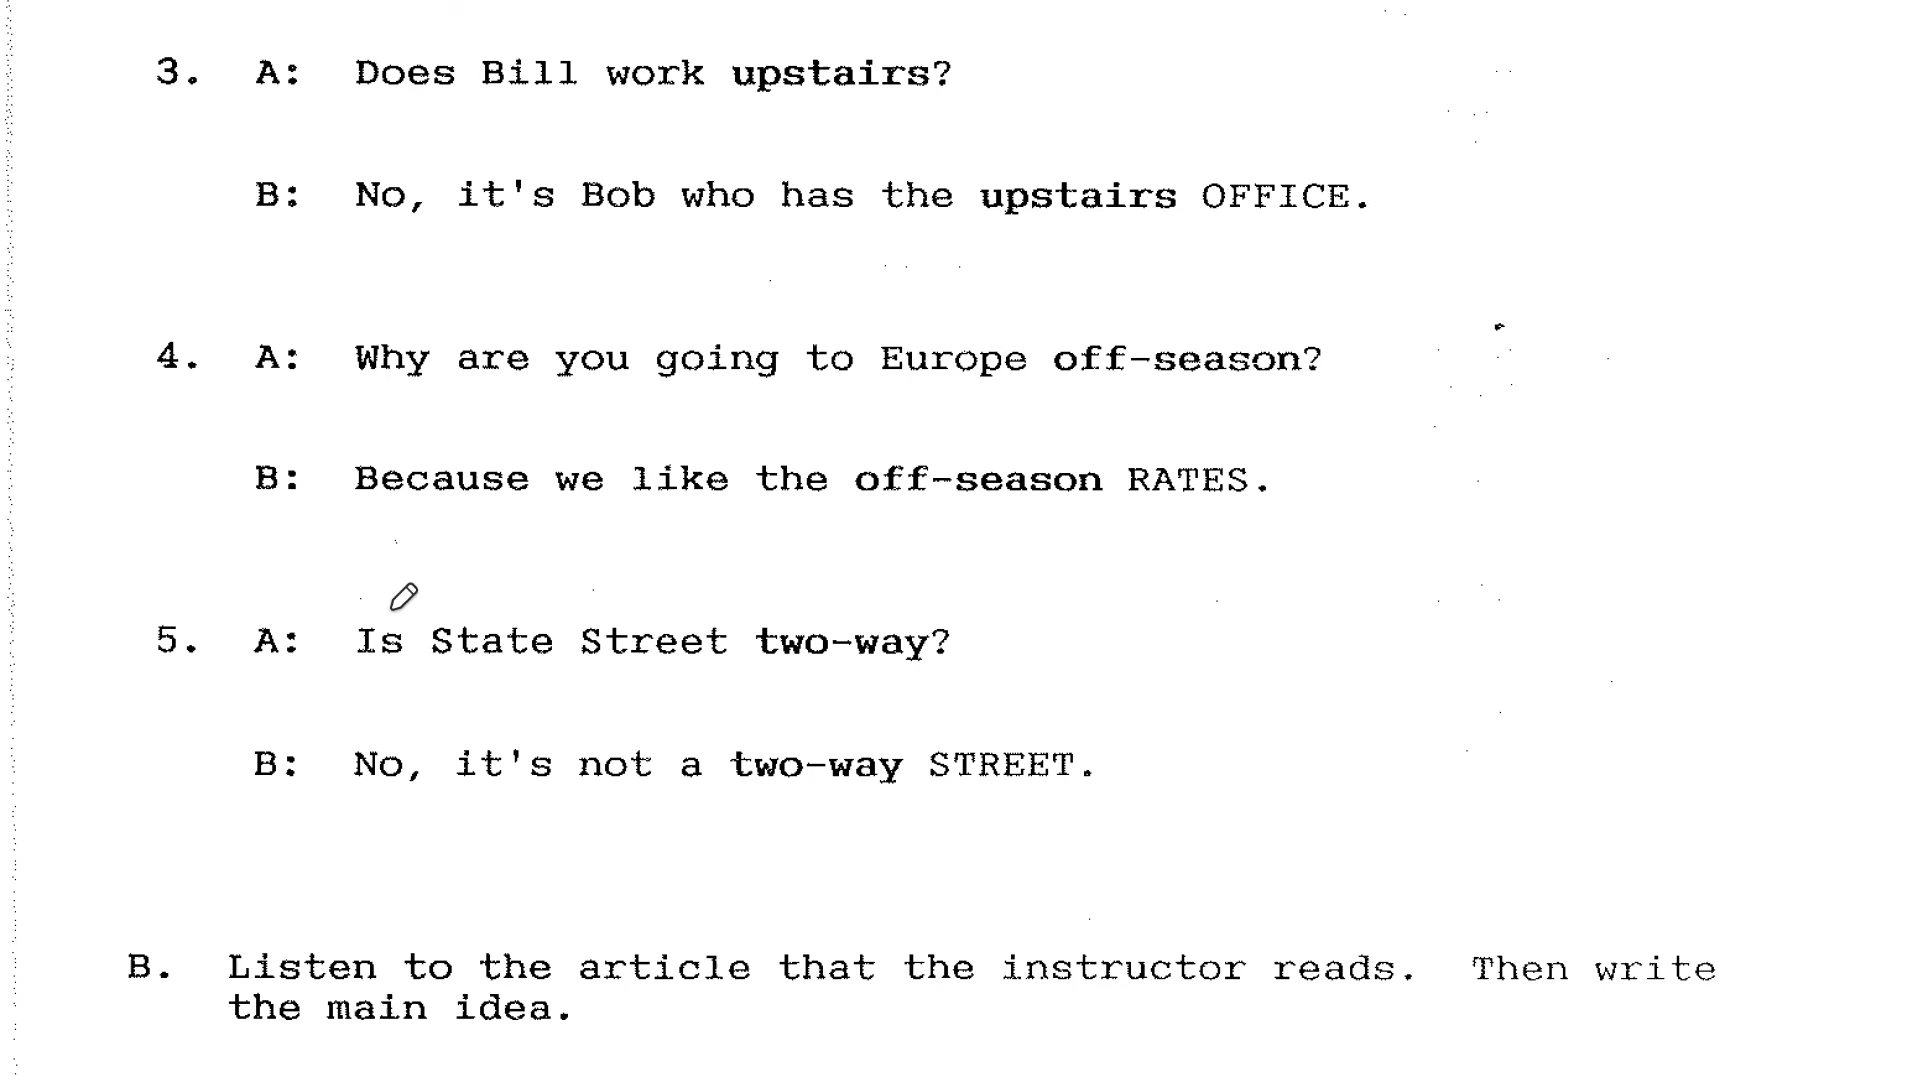 3. A: Does Bill work upstairs?
B: No, it's Bob who has the upstairs OFFICE.
4. A: Why are you going to Europe off-season?
B: Because we like the off-season RATES.
5. A: Is State Street two-way?
B: No, it's not a two-way STREET.
B. Listen to the article that the instructor reads. Then write
the main idea.